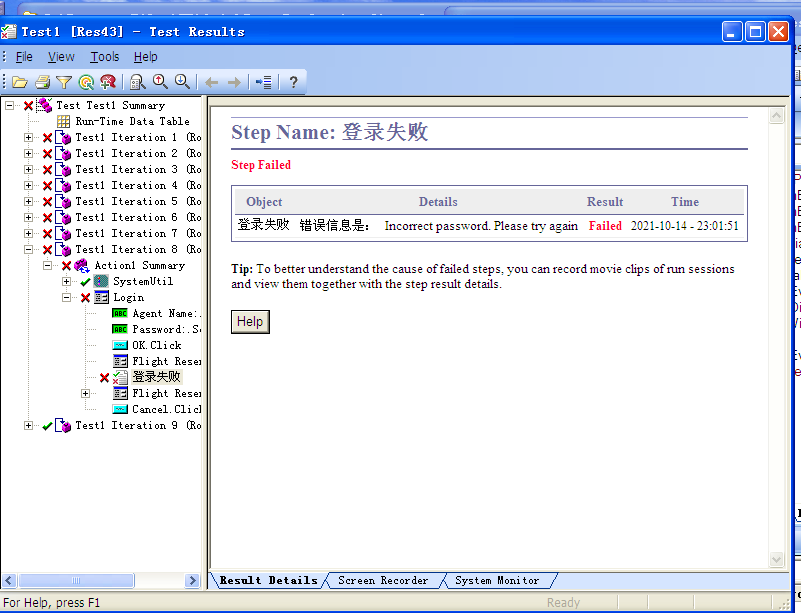 Test1 [Res43] - Test Results
File View Tools Help
Test Test1 Summary
Run-Time Data Table
Test1 Iteration 1 (Ro
Test1 Iteration 2 (Ro
Test1 Iteration 3 (Ro
Test1 Iteration 4 (Ro
Test1 Iteration 5 (Ro
Test1 Iteration 6 (Ro
Test1 Iteration 7 (Ro
Test1 Iteration 8 (Ro
Action1 Summary
SystemUtil
Login
Agent Name:.
Password:.Se
OK.Click
Flight Reser
登录失败
Flight Reser
Cancel.Click
Test1 Iteration 9 (Ro
Step Name: 登录失败
Step Failed
Object Details Result Time
登录失败 错误信息是: Incorrect password. Please try again Failed 2021-10-14 - 23:01:51
Tip: To better understand the cause of failed steps, you can record movie clips of run sessions
and view them together with the step result details.
Help
Result Details Screen Recorder System Monitor
For Help, press F1 Ready